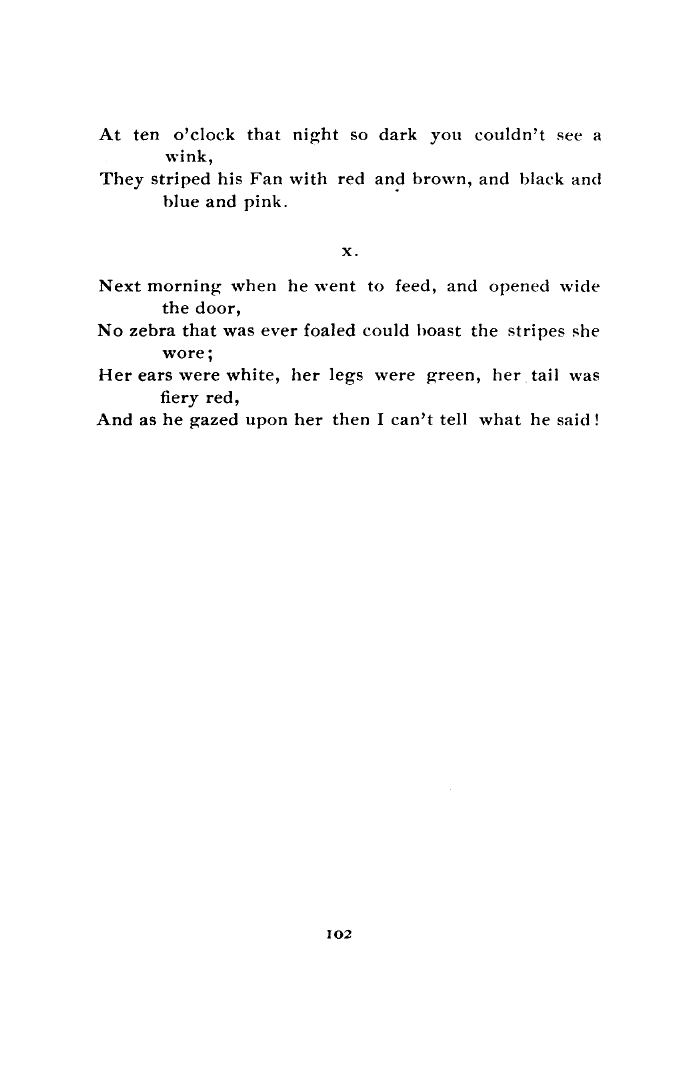 At ten o'clock that night so dark you couldn't see a
wink,
They striped his Fan with red and brown, and black and
blue and pink.
X.
Next morning when he went to feed, and opened wide
the door,
No zebra that was ever foaled could boast the stripes she
wore;
Her ears were white, her legs were green, her tail was
fiery red,
And as he gazed upon her then I can't tell what he said!
102